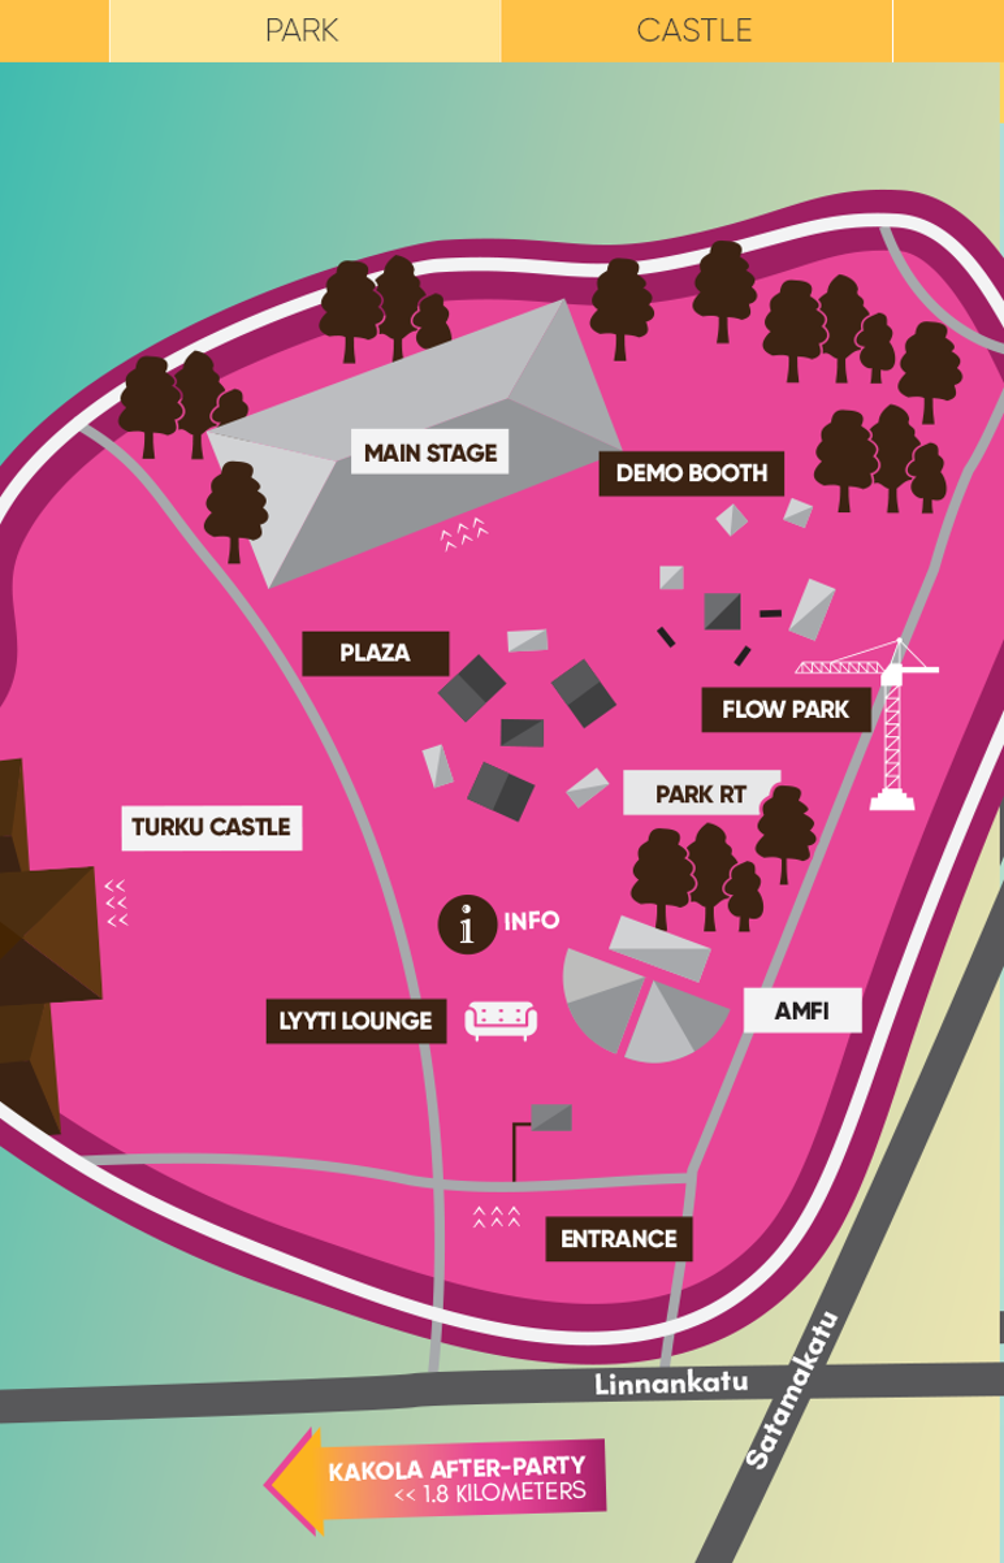 PARK
CASTLE
MAIN STAGE
DEMO BOOTH
PLAZA
FLOW PARK
PARK RT
TURKU CASTLE
i INFO
LYYTI LOUNGE
AMFI
ENTRANCE
Linnankatu
Satamakatu
KAKOLA AFTER-PARTY
<< 1.8 KILOMETERS